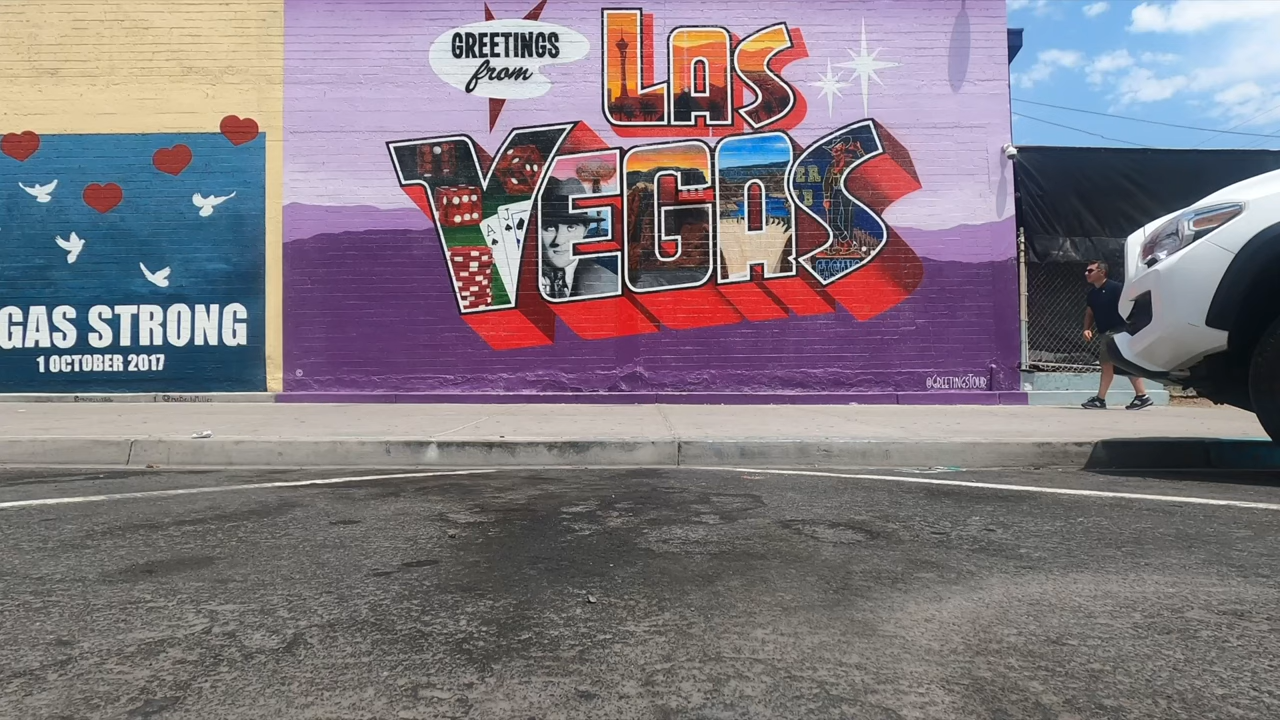 GREETINGS
from
LAS
VEGAS
GAS STRONG
1 OCTOBER 2017
@GREETINGSTOUR